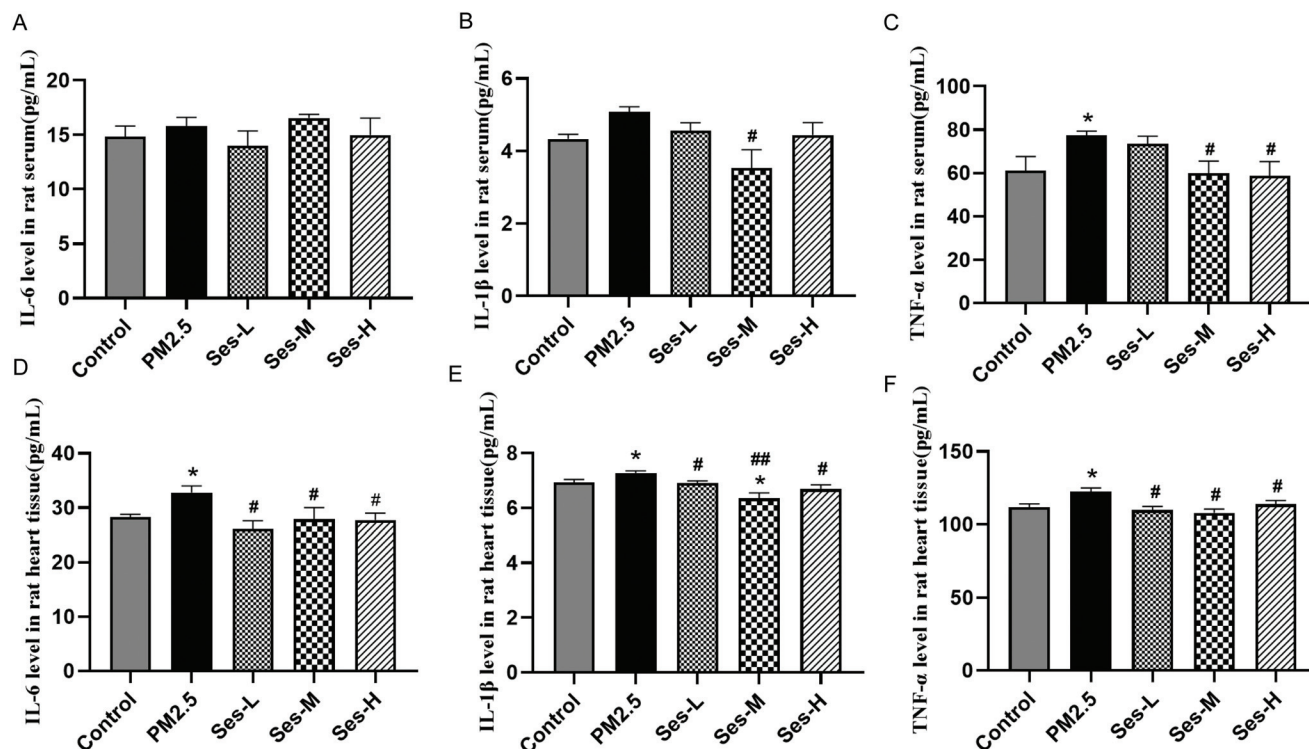 A
IL-6 level in rat serum(pg/mL)
20
15
10
5
0
Control
PM2.5
Ses-L
Ses-M
Ses-H
B
IL-1β level in rat serum(pg/mL)
6
4
2
0
#
Control
PM2.5
Ses-L
Ses-M
Ses-H
C
TNF-α level in rat serum(pg/mL)
100
80
60
40
20
0
*
#
#
Control
PM2.5
Ses-L
Ses-M
Ses-H
D
IL-6 level in rat heart tissue(pg/mL)
40
30
20
10
0
*
#
#
#
Control
PM2.5
Ses-L
Ses-M
Ses-H
E
IL-1β level in rat heart tissue(pg/mL)
8
6
4
2
0
*
#
##
*
#
Control
PM2.5
Ses-L
Ses-M
Ses-H
F
TNF-α level in rat heart tissue(pg/mL)
150
100
50
0
*
#
#
#
Control
PM2.5
Ses-L
Ses-M
Ses-H